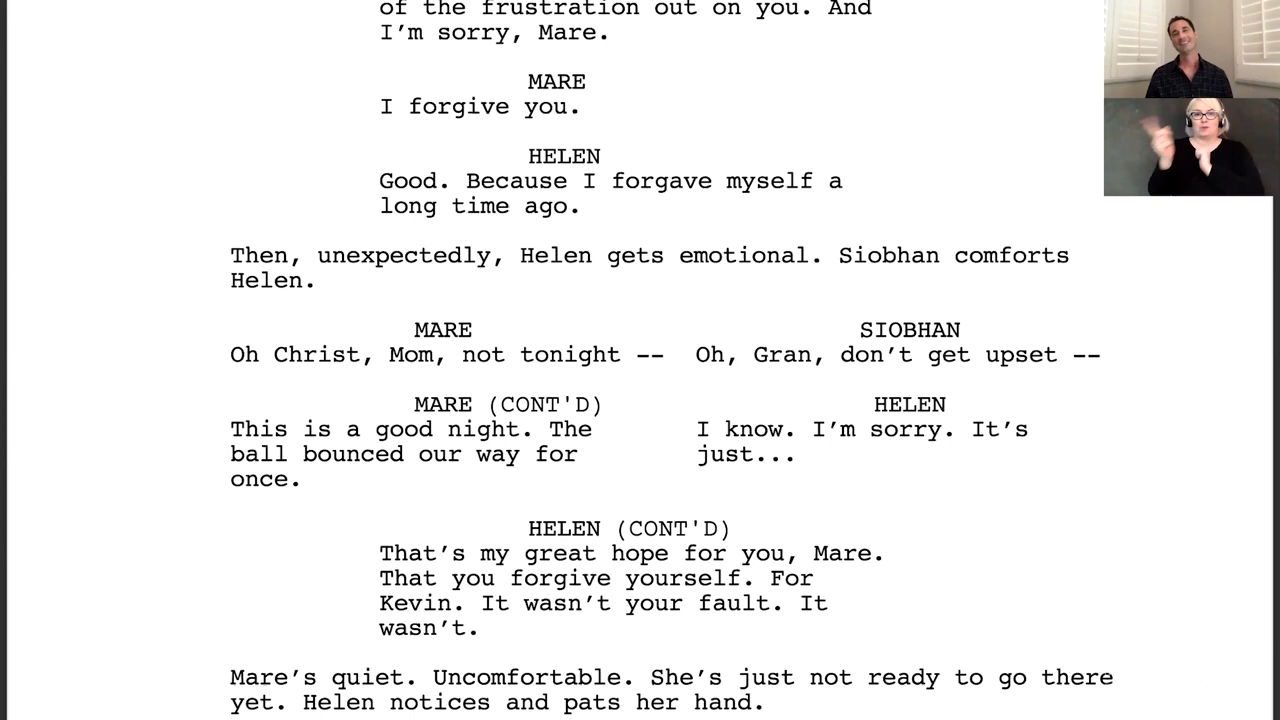 of the frustration out on you. And
I’m sorry, Mare.
MARE
I forgive you.
HELEN
Good. Because I forgave myself a
long time ago.
Then, unexpectedly, Helen gets emotional. Siobhan comforts
Helen.
MARE
Oh Christ, Mom, not tonight --
SIOBHAN
Oh, Gran, don’t get upset --
MARE (CONT'D)
This is a good night. The
ball bounced our way for
once.
HELEN
I know. I’m sorry. It’s
just...
HELEN (CONT'D)
That’s my great hope for you, Mare.
That you forgive yourself. For
Kevin. It wasn’t your fault. It
wasn’t.
Mare’s quiet. Uncomfortable. She’s just not ready to go there
yet. Helen notices and pats her hand.